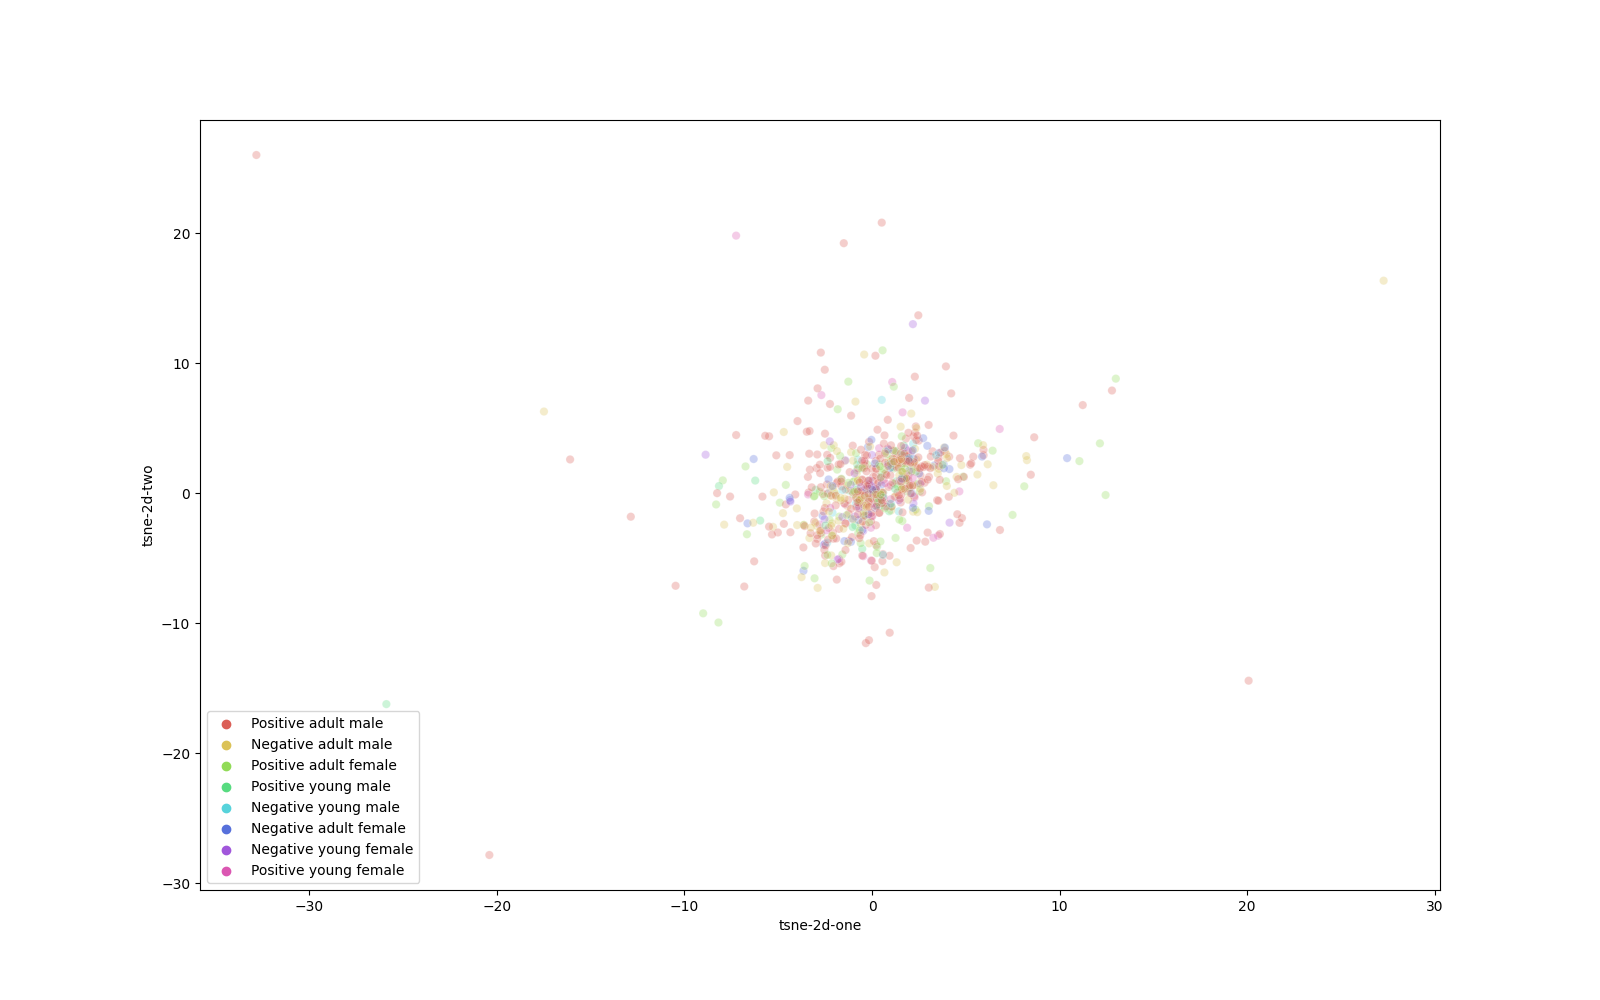 20
10
0
−10
−20
−30
tsne-2d-two
Positive adult male
Negative adult male
Positive adult female
Positive young male
Negative young male
Negative adult female
Negative young female
Positive young female
−30 −20 −10 0 10 20 30
tsne-2d-one